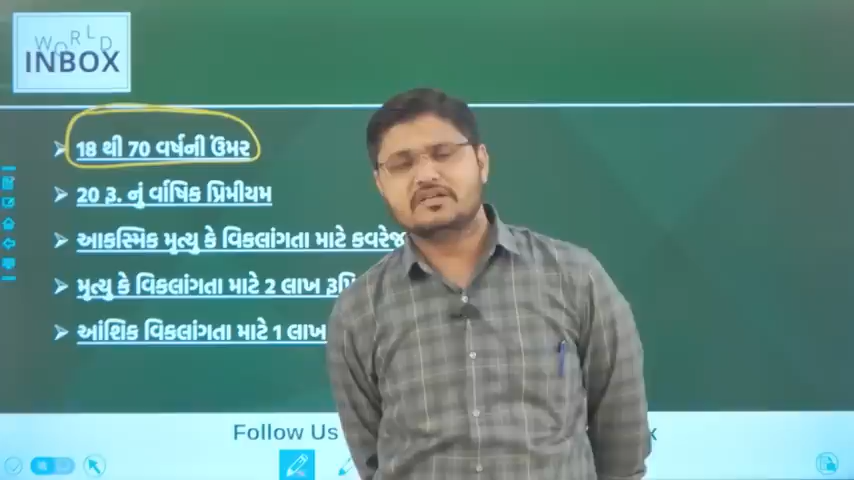 WORLD
INBOX
18 થી 70 વર્ષની ઉંમર
20 રૂ. નું વાર્ષિક પ્રિમીયમ
આકસ્મિક મૃત્યુ કે વિકલાંગતા માટે કવરેજ
મૃત્યુ કે વિકલાંગતા માટે 2 લાખ
આંશિક વિકલાંગતા માટે 1 લાખ
Follow Us